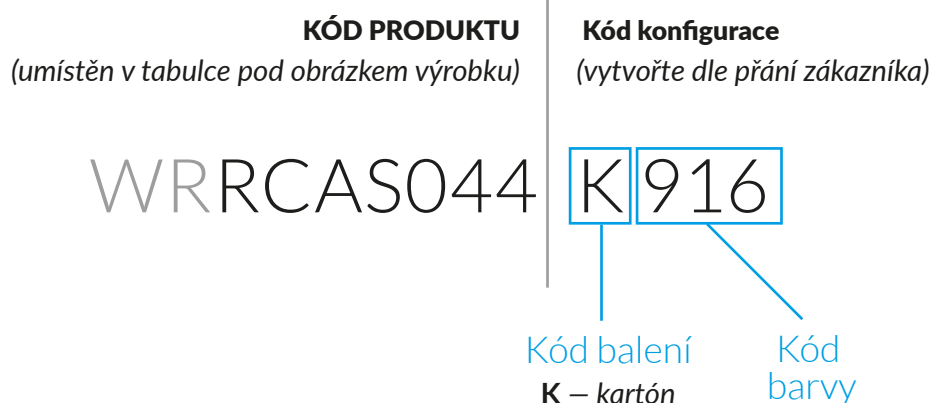 KÓD PRODUKTU
(umístěn v tabulce pod obrázkem výrobku)
Kód konfigurace
(vytvořte dle přání zákazníka)
WRRCAS044 K 916
Kód balení
K – kartón
Kód
barvy